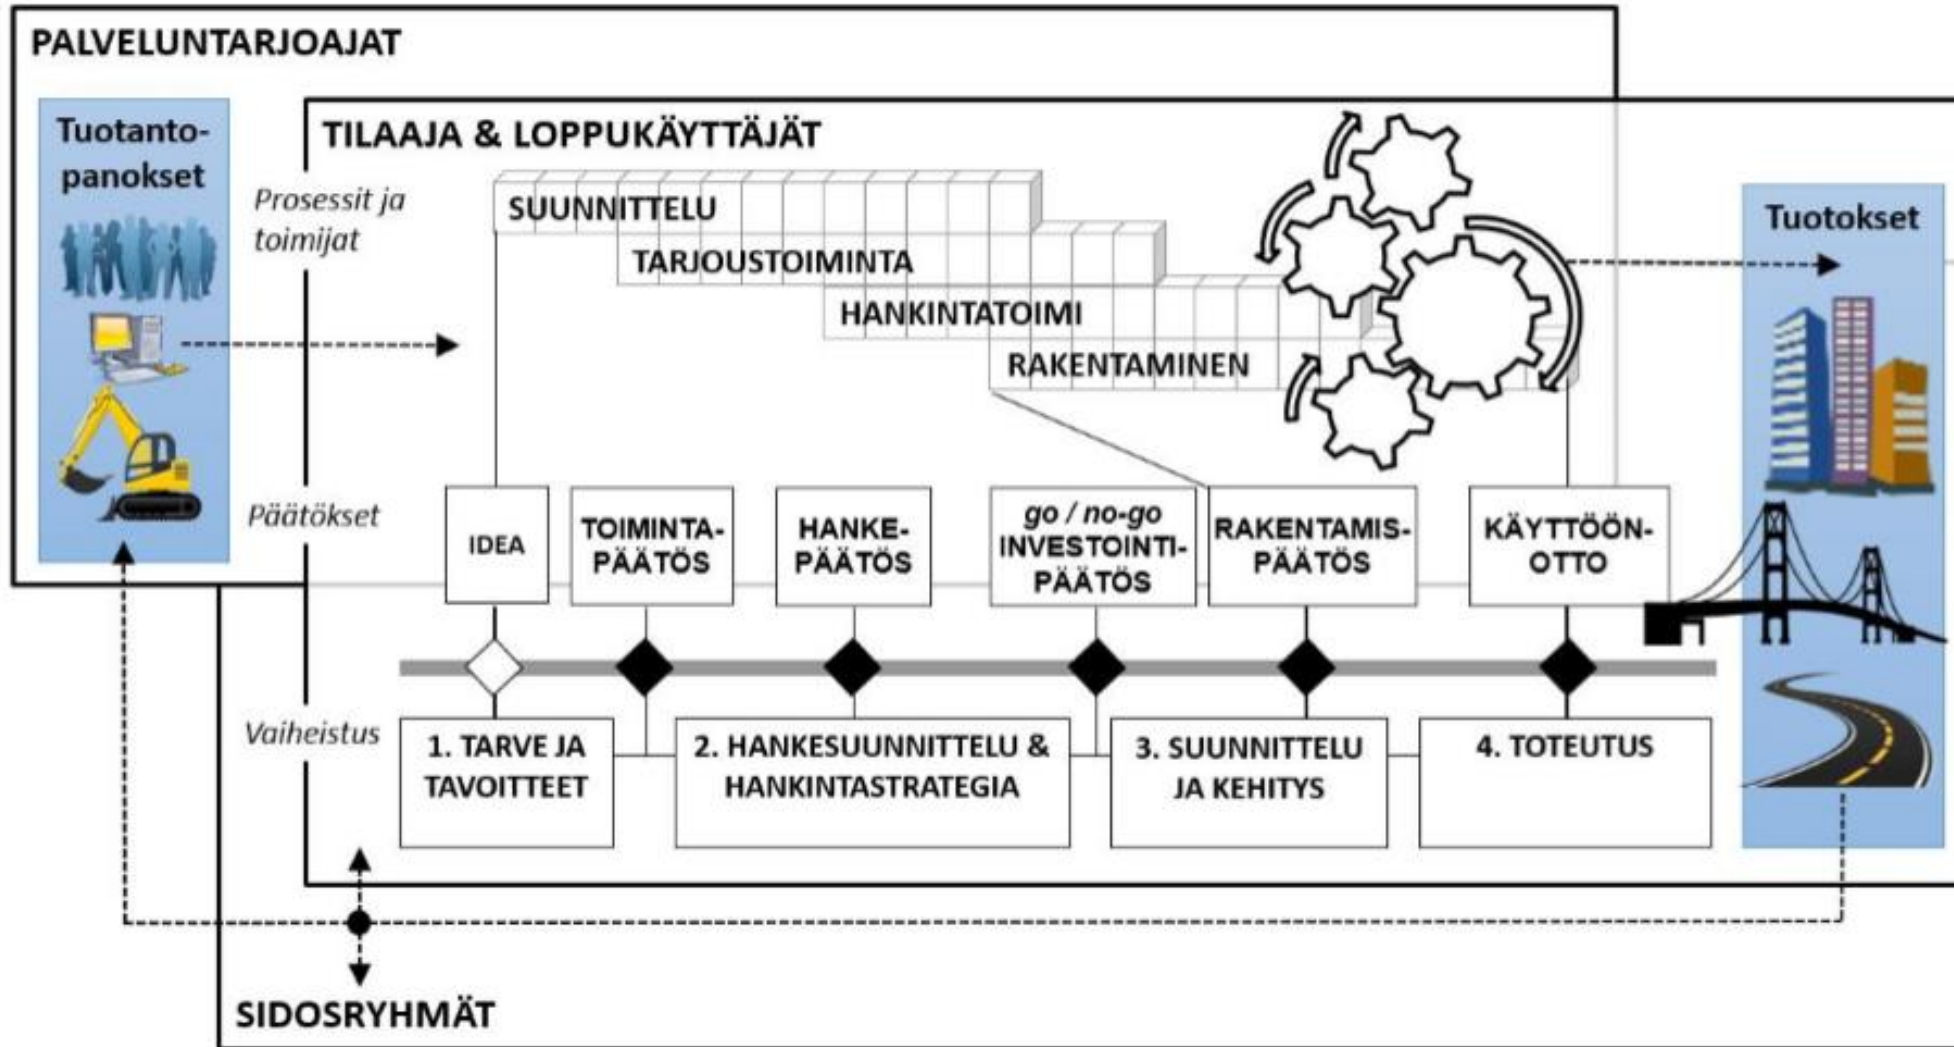 PALVELUNTARJOAJAT
Tuotanto-
panokset
TILAAJA & LOPPUKÄYTTÄJÄT
Prosessit ja
toimijat
SUUNNITTELU
TARJOUSTOIMINTA
HANKINTATOIMI
RAKENTAMINEN
Tuotokset
Päätökset
IDEA
TOIMINTA-
PÄÄTÖS
HANKE-
PÄÄTÖS
go / no-go
INVESTOINTI-
PÄÄTÖS
RAKENTAMIS-
PÄÄTÖS
KÄYTTÖÖN-
OTTO
Vaiheistus
1. TARVE JA
TAVOITTEET
2. HANKESUUNNITTELU &
HANKINTASTRATEGIA
3. SUUNNITTELU
JA KEHITYS
4. TOTEUTUS
SIDOSRYHMÄT